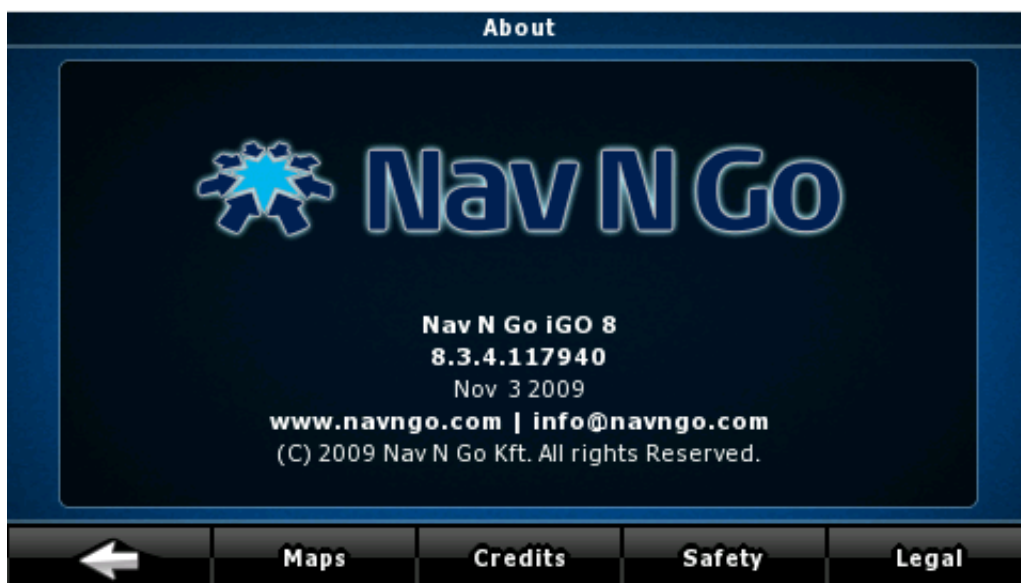 About
Nav N Go
Nav N Go iGO 8
8.3.4.117940
Nov 3 2009
www.navngo.com | info@navngo.com
(C) 2009 Nav N Go Kft. All rights Reserved.
Maps Credits Safety Legal